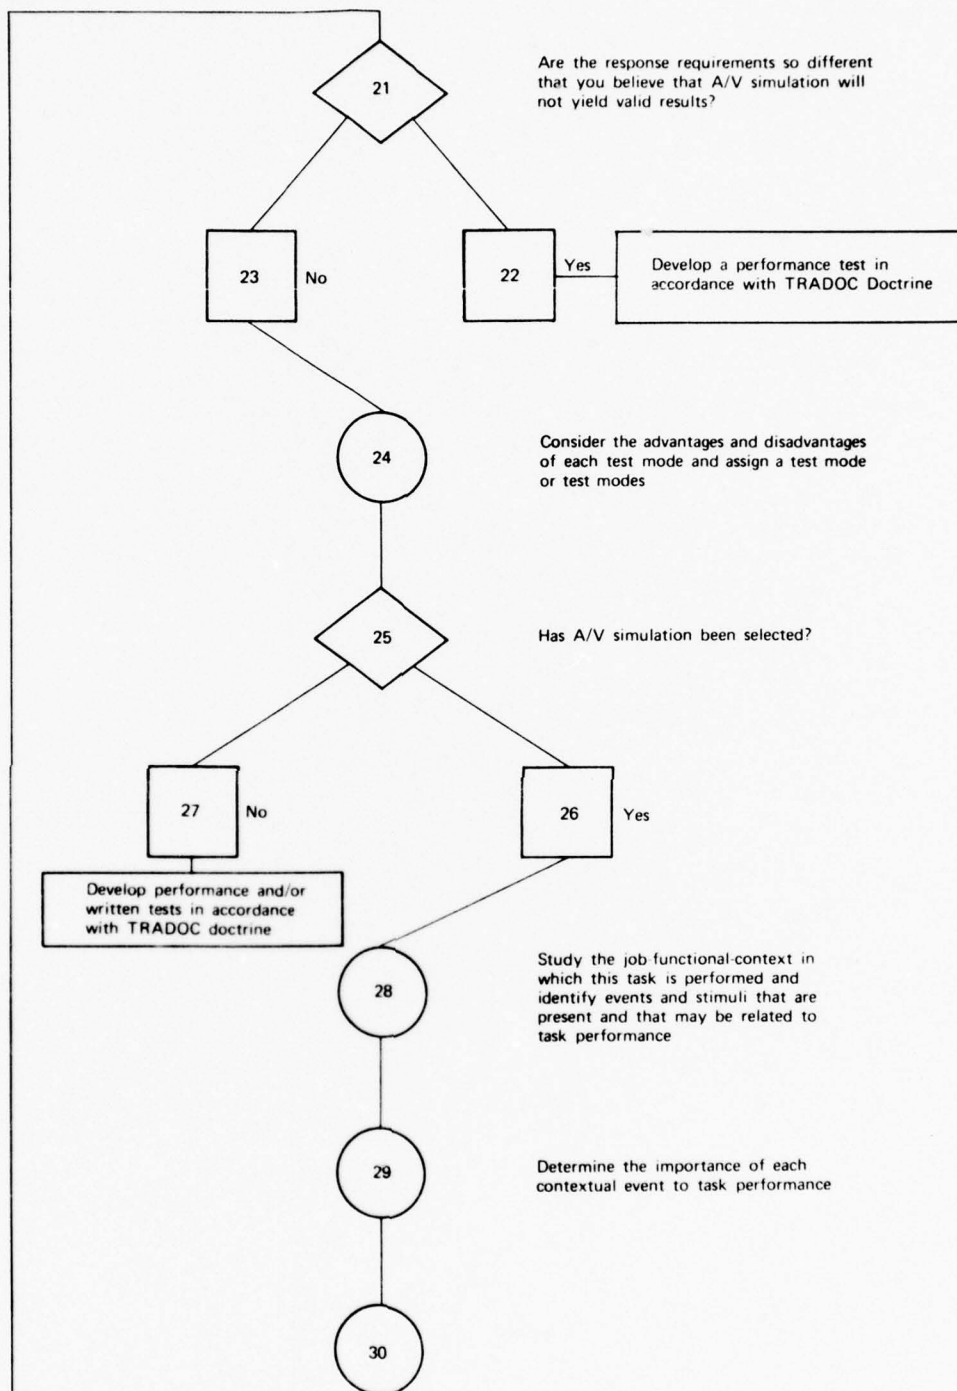 21
Are the response requirements so different
that you believe that A/V simulation will
not yield valid results?
23
No
22
Yes
Develop a performance test in
accordance with TRADOC Doctrine
24
Consider the advantages and disadvantages
of each test mode and assign a test mode
or test modes
25
Has A/V simulation been selected?
27
No
26
Yes
Develop performance and/or
written tests in accordance
with TRADOC doctrine
28
Study the job-functional-context in
which this task is performed and
identify events and stimuli that are
present and that may be related to
task performance
29
Determine the importance of each
contextual event to task performance
30